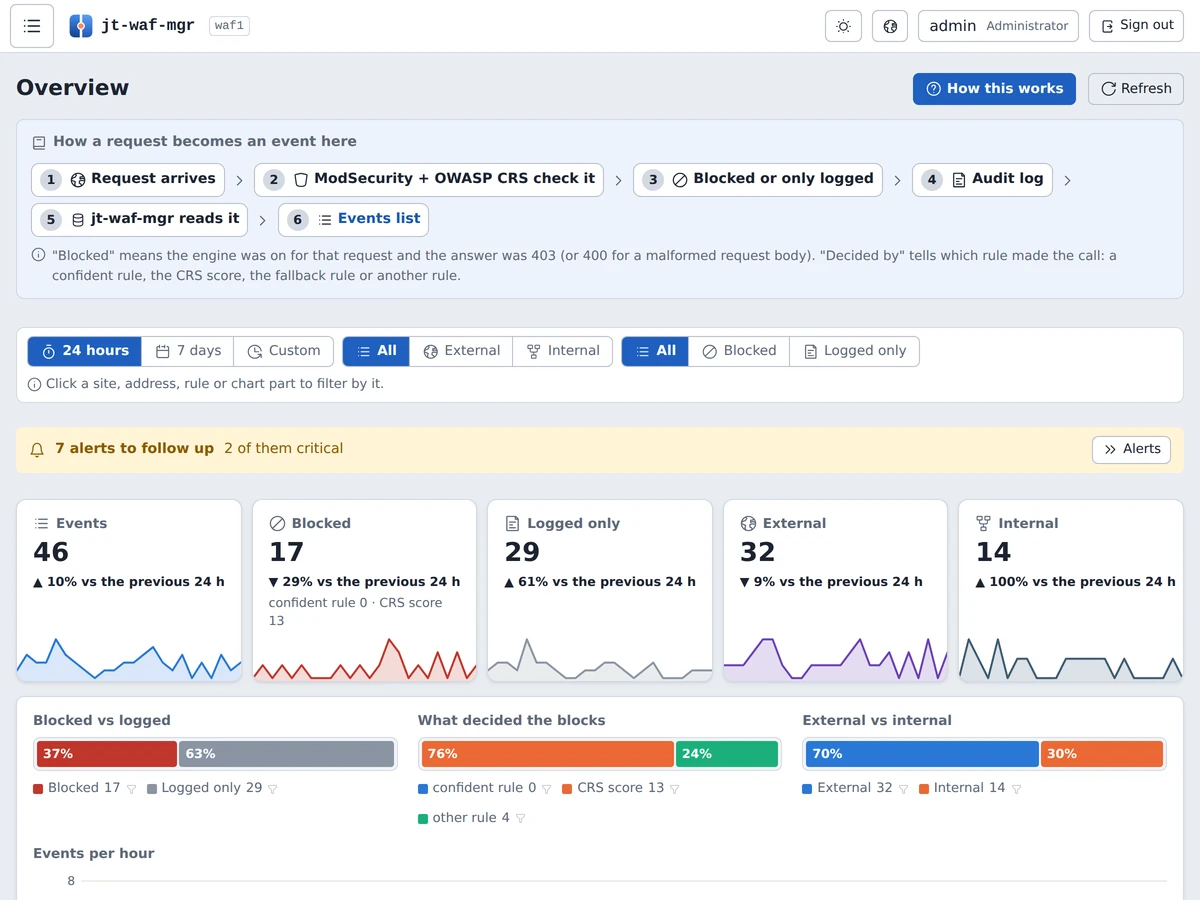 jt-waf-mgr waf1 admin Administrator Sign out
Overview How this works Refresh
How a request becomes an event here
1 Request arrives 2 ModSecurity + OWASP CRS check it 3 Blocked or only logged 4 Audit log
5 jt-waf-mgr reads it 6 Events list
"Blocked" means the engine was on for that request and the answer was 403 (or 400 for a malformed request body). "Decided by" tells which rule made the call: a
confident rule, the CRS score, the fallback rule or another rule.
24 hours 7 days Custom All External Internal All Blocked Logged only
Click a site, address, rule or chart part to filter by it.
7 alerts to follow up 2 of them critical Alerts
Events
46
▲ 10% vs the previous 24 h
Blocked
17
▼ 29% vs the previous 24 h
confident rule 0 · CRS score
13
Logged only
29
▲ 61% vs the previous 24 h
External
32
▼ 9% vs the previous 24 h
Internal
14
▲ 100% vs the previous 24 h
Blocked vs logged
37% 63%
Blocked 17 Logged only 29
What decided the blocks
76% 24%
confident rule 0 CRS score 13
other rule 4
External vs internal
70% 30%
External 32 Internal 14
Events per hour
8